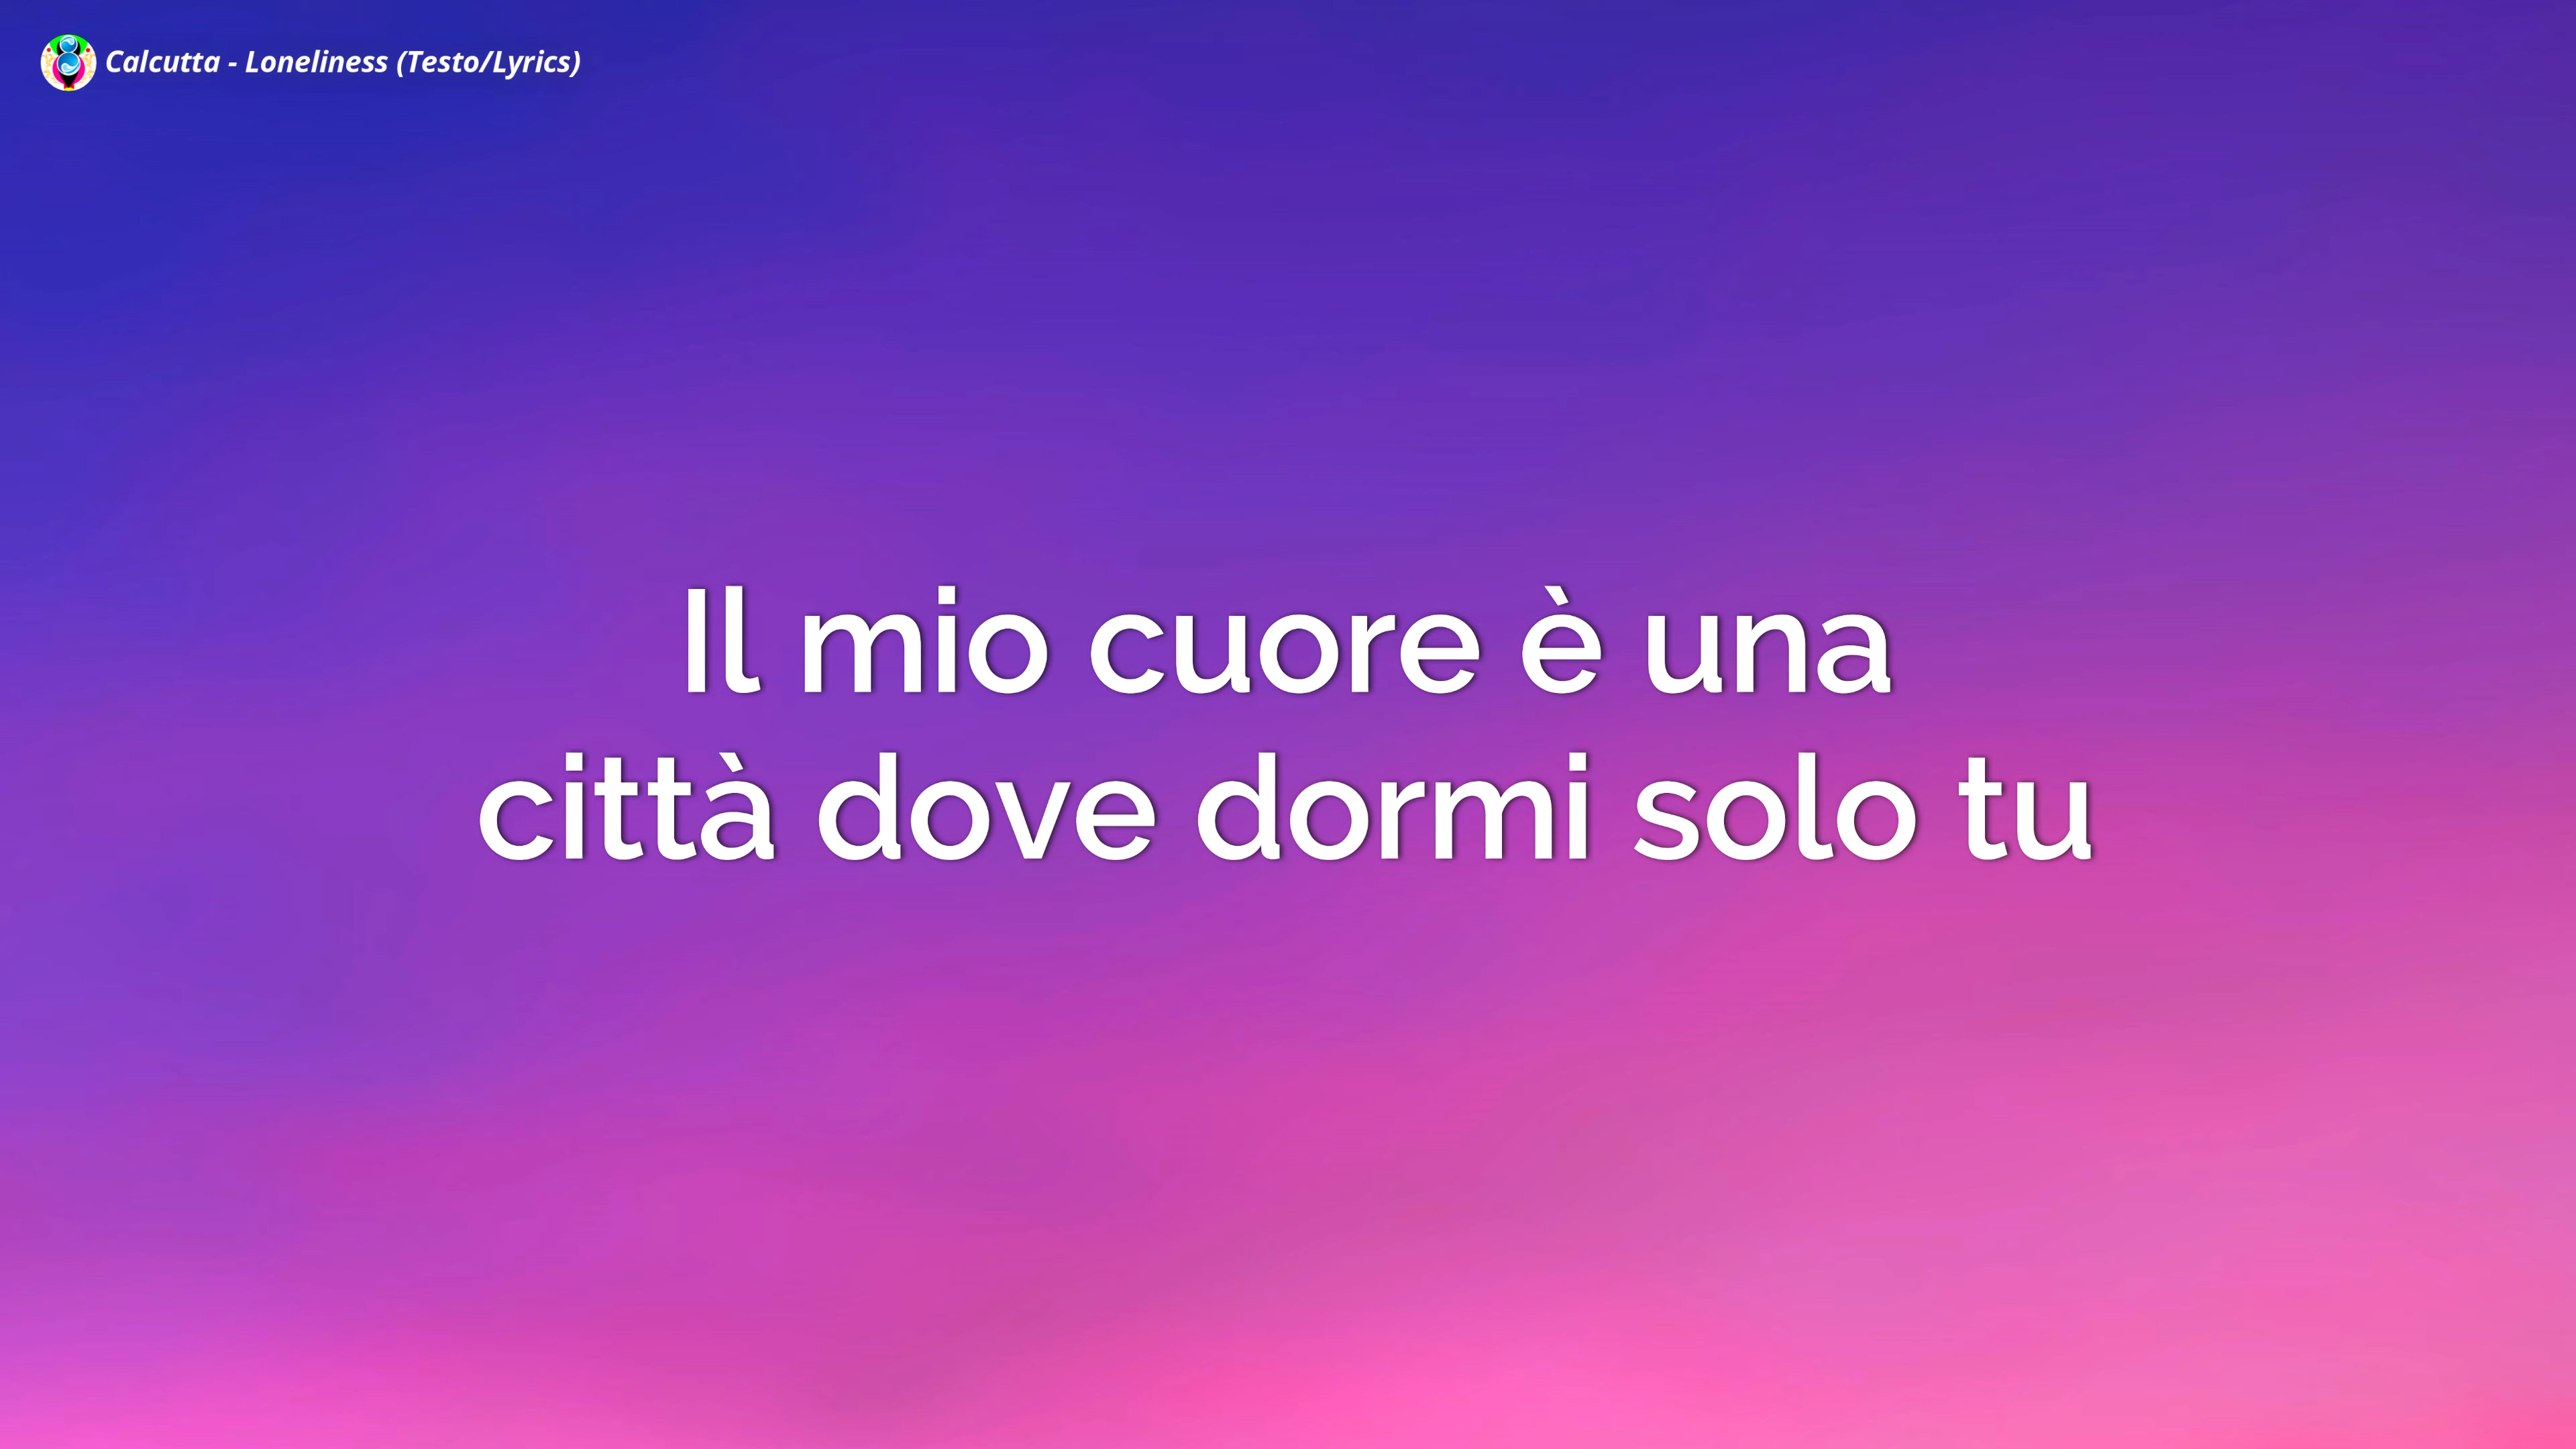 Calcutta - Loneliness (Testo/Lyrics)
Il mio cuore è una
città dove dormi solo tu